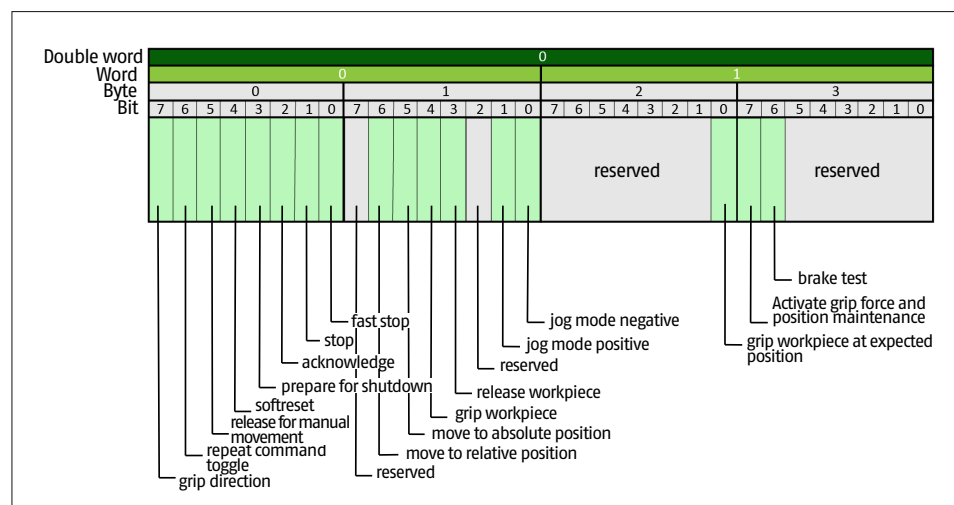 Double word 0
Word 0 1
Byte 0 1 2 3
Bit 7 6 5 4 3 2 1 0 7 6 5 4 3 2 1 0 7 6 5 4 3 2 1 0 7 6 5 4 3 2 1 0
reserved reserved
brake test
Activate grip force and
position maintenance
grip workpiece at expected
position
jog mode negative
jog mode positive
reserved
release workpiece
grip workpiece
move to absolute position
move to relative position
reserved
fast stop
stop
acknowledge
prepare for shutdown
softreset
release for manual
movement
repeat command
toggle
grip direction